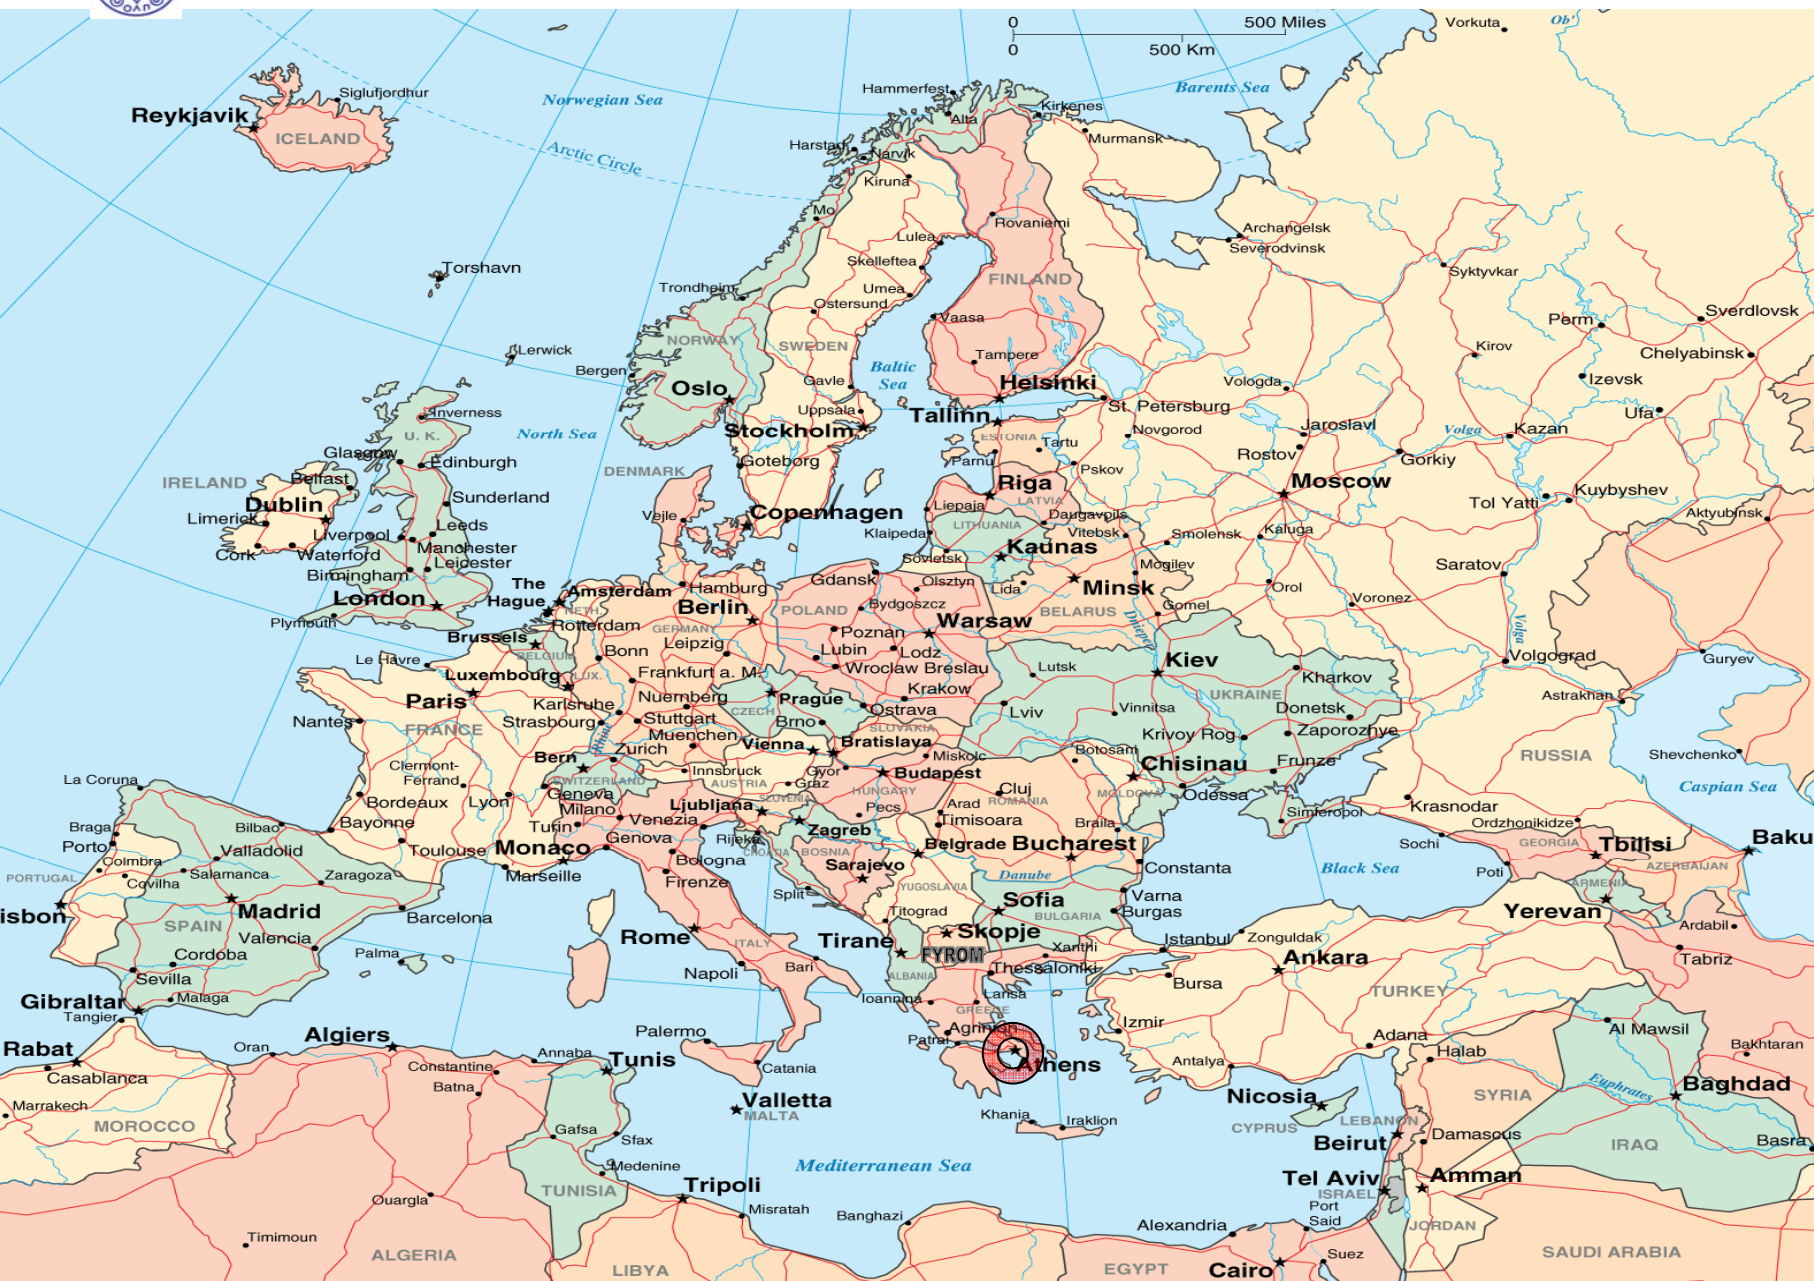 0
500 Miles
0
500 Km
Vorkuta
Ob'
Norwegian Sea
Barents Sea
Hammerfest
Kirkenes
Alta
Murmansk
Siglufjordhur
Reykjavik
ICELAND
Arctic Circle
Harstad
Narvik
Kiruna
Mo
Rovaniemi
Archangelsk
Severodvinsk
Lulea
Skelleftea
Syktyvkar
Torshavn
FINLAND
Trondheim
Umea
Ostersund
Vaasa
Perm
Sverdlovsk
NORWAY
SWEDEN
Lerwick
Tampere
Kirov
Chelyabinsk
Bergen
Baltic
Sea
Gavle
Helsinki
Vologda
Izevsk
Oslo
Uppsala
Tallinn
St. Petersburg
Ufa
Inverness
U. K.
North Sea
Stockholm
ESTONIA
Tartu
Novgorod
Jaroslavl
Volga
Kazan
Glasgow
Edinburgh
Goteborg
Parnu
Pskov
Rostov
Gorkiy
DENMARK
IRELAND
Belfast
Riga
Moscow
Dublin
Sunderland
LATVIA
Tol Yatti
Kuybyshev
Limerick
Vejle
Copenhagen
Liepaja
Daugavpils
Aktyubinsk
Leeds
Liverpool
Klaipeda
LITHUANIA
Vitebsk
Smolensk
Kaluga
Cork
Waterford
Manchester
Leicester
Sovietsk
Kaunas
Birmingham
Mogilev
Saratov
The
Hague
Amsterdam
Hamburg
Gdansk
Olsztyn
Lida
Minsk
Orol
London
NETH.
Berlin
POLAND
Bydgoszcz
BELARUS
Gomel
Voronez
Plymouth
Rotterdam
GERMANY
Warsaw
Dnieper
Volga
Brussels
Poznan
BELGIUM
Bonn
Leipzig
Lubin
Lodz
Le Havre
Frankfurt a. M.
Wroclaw Breslau
Lutsk
Kiev
Volgograd
Guryev
Luxembourg
LUX.
Kharkov
Paris
Nuernberg
Prague
Krakow
UKRAINE
Astrakhan
Karlsruhe
CZECH
Ostrava
Lviv
Vinnitsa
Donetsk
Nantes
FRANCE
Strasbourg
Stuttgart
Brno
SLOVAKIA
Krivoy Rog
Zaporozhye
Rhine
Muenchen
Vienna
Bratislava
Zurich
Miskolc
Botosani
RUSSIA
Shevchenko
Bern
Clermont-
Ferrand
Innsbruck
Gyor
Budapest
Chisinau
Frunze
La Coruna
SWITZERLAND
AUSTRIA
Graz
HUNGARY
Caspian Sea
Geneva
Cluj
ROMANIA
MOLDOVA
Odessa
Bordeaux
Lyon
Milano
Ljubljana
SLOVENIA
Pecs
Arad
Timisoara
Simferopol
Krasnodar
Braga
Bilbao
Bayonne
Turin
Venezia
Zagreb
Braila
Ordzhonikidze
Porto
Genova
Rijeka
Belgrade
Bucharest
Sochi
GEORGIA
Tbilisi
Baku
Toulouse
Monaco
CROATIA
BOSNIA
Valladolid
Bologna
Sarajevo
Coimbra
Salamanca
Zaragoza
Marseille
Firenze
Danube
Constanta
Black Sea
Poti
AZERBAIJAN
PORTUGAL
Covilha
Split
YUGOSLAVIA
Varna
ARMENIA
isbon
Madrid
Barcelona
Titograd
Sofia
BULGARIA
Burgas
Yerevan
SPAIN
Valencia
Rome
ITALY
Tirane
Skopje
Istanbul
Zonguldak
Ardabil
Cordoba
Palma
FYROM
Xanthi
Ankara
Tabriz
Sevilla
Napoli
Bari
ALBANIA
Thessaloniki
Bursa
TURKEY
Gibraltar
Malaga
Ioannina
Larisa
GREECE
Tangier
Algiers
Palermo
Agrinion
Izmir
Adana
Al Mawsil
Rabat
Oran
Annaba
Patrai
Halab
Bakhtaran
Casablanca
Constantine
Tunis
Catania
Athens
Antalya
Batna
Euphrates
Baghdad
Marrakech
Valletta
MALTA
Khania
Iraklion
Nicosia
SYRIA
MOROCCO
Gafsa
Sfax
CYPRUS
LEBANON
Beirut
Damasous
IRAQ
Basra
Medenine
Mediterranean Sea
TUNISIA
Tripoli
Tel Aviv
ISRAEL
Amman
Ouargla
Misratah
Banghazi
Alexandria
Port
Said
JORDAN
Timimoun
ALGERIA
LIBYA
EGYPT
Cairo
Suez
SAUDI ARABIA